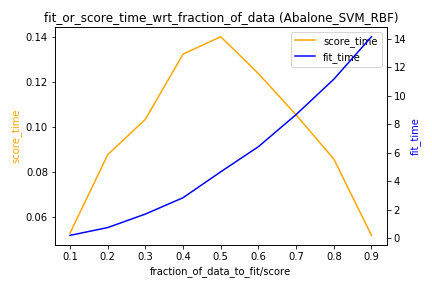 fit_or_score_time_wrt_fraction_of_data (Abalone_SVM_RBF)
score_time
fit_time
0.14
0.12
0.10
0.08
0.06
score_time
14
12
10
8
6
4
2
0
fit_time
0.1 0.2 0.3 0.4 0.5 0.6 0.7 0.8 0.9
fraction_of_data_to_fit/score